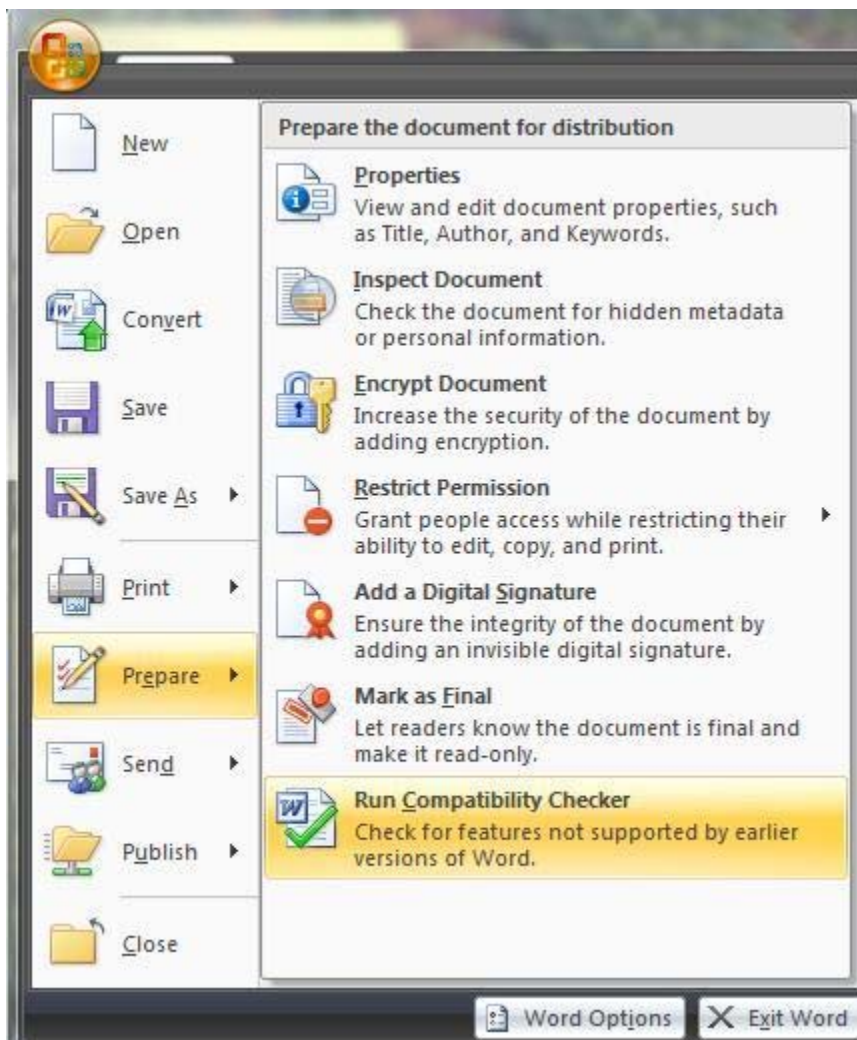 New
Open
Convert
Save
Save As
Print
Prepare
Send
Publish
Close
Prepare the document for distribution
Properties
View and edit document properties, such
as Title, Author, and Keywords.
Inspect Document
Check the document for hidden metadata
or personal information.
Encrypt Document
Increase the security of the document by
adding encryption.
Restrict Permission
Grant people access while restricting their
ability to edit, copy, and print.
Add a Digital Signature
Ensure the integrity of the document by
adding an invisible digital signature.
Mark as Final
Let readers know the document is final and
make it read-only.
Run Compatibility Checker
Check for features not supported by earlier
versions of Word.
Word Options
Exit Word